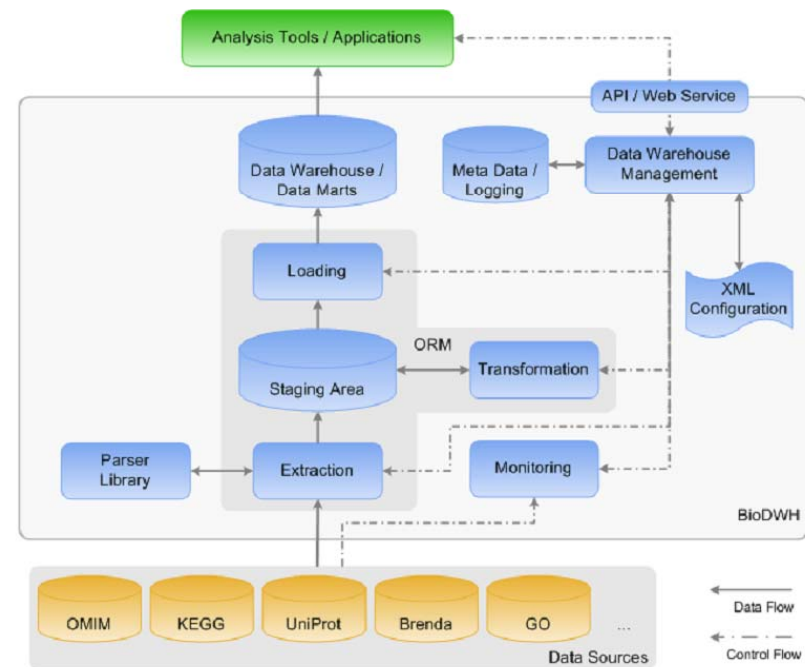 Analysis Tools / Applications
API / Web Service
Data Warehouse /
Data Marts
Meta Data /
Logging
Data Warehouse
Management
Loading
XML
Configuration
ORM
Staging Area
Transformation
Parser
Library
Extraction
Monitoring
BioDWH
OMIM
KEGG
UniProt
Brenda
GO
...
Data Sources
Data Flow
Control Flow